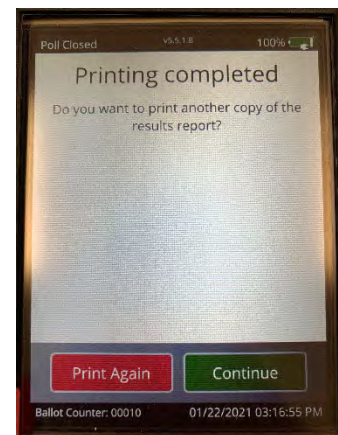 Poll Closed v5.5.1.8 100%
Printing completed
Do you want to print another copy of the
results report?
Print Again Continue
Ballot Counter: 00010 01/22/2021 03:16:55 PM